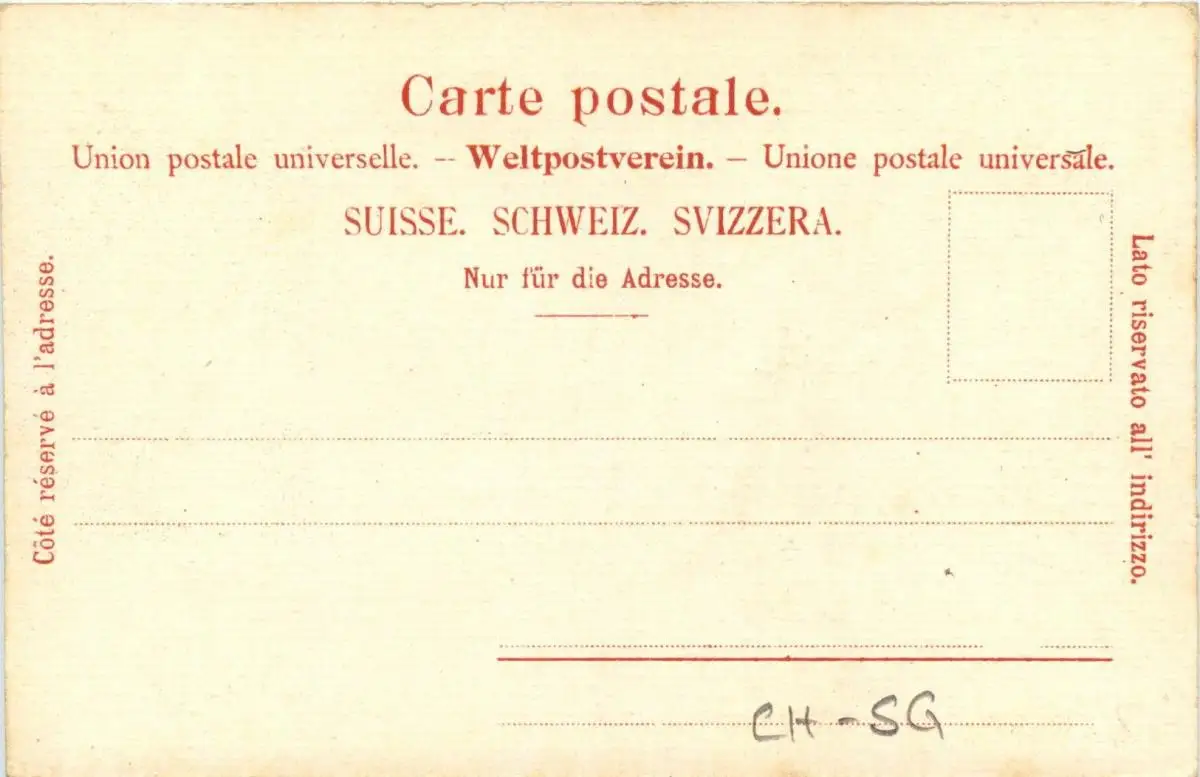 Carte postale.
Union postale universelle. -- Weltpostverein. — Unione postale universale.
SUISSE. SCHWEIZ. SVIZZERA.
Nur für die Adresse.
Côté réservé à l'adresse.
Lato riservato all' indirizzo.
CH-SG